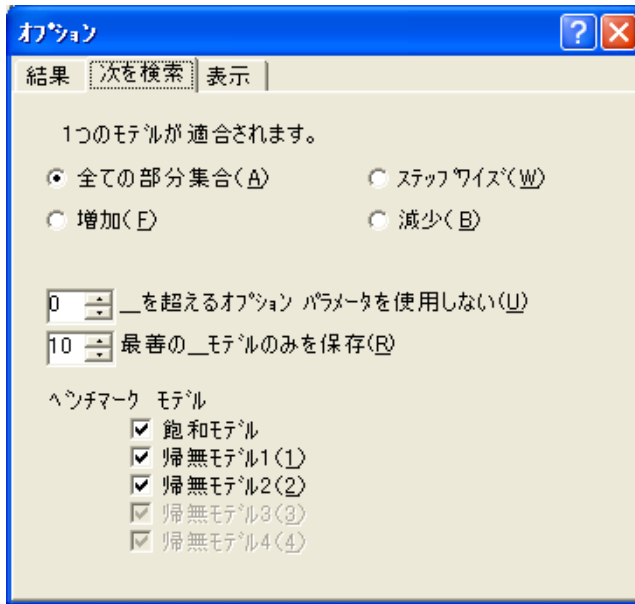 オプション
結果 次を検索 表示
1つのモデルが適合されます。
全ての部分集合(A) ステップワイズ(W)
増加(F) 減少(B)
0 __を超えるオプション パラメータを使用しない(U)
10 最善の__モデルのみを保存(R)
ベンチマーク モデル
飽和モデル
帰無モデル1(1)
帰無モデル2(2)
帰無モデル3(3)
帰無モデル4(4)